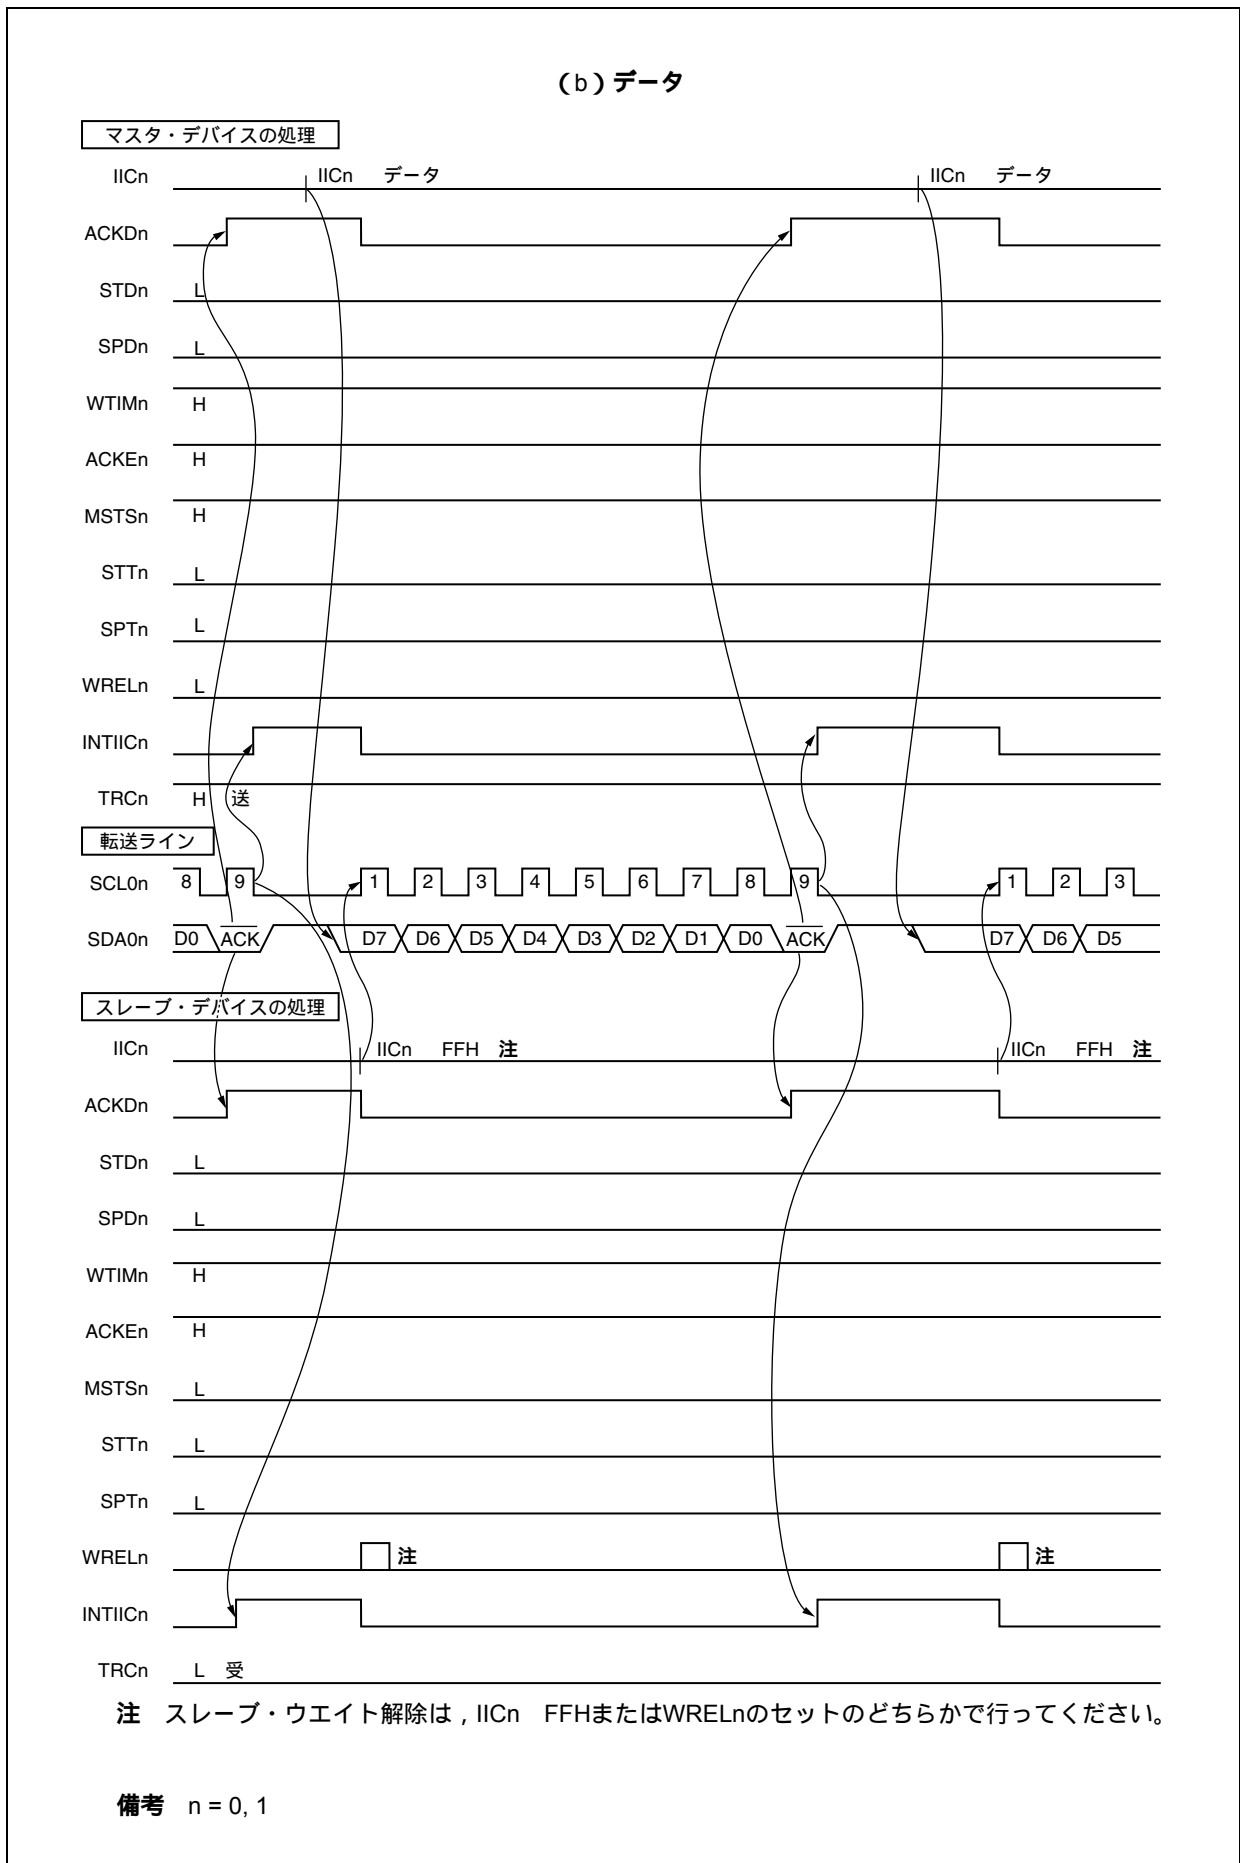 （b）データ
マスタ・デバイスの処理
IICn IICn データ IICn データ
ACKDn
STDn L
SPDn L
WTIMn H
ACKEn H
MSTSn H
STTn L
SPTn L
WRELn L
INTIICn
TRCn H 送
転送ライン
SCL0n 8 9 1 2 3 4 5 6 7 8 9 1 2 3
SDA0n D0 ACK D7 D6 D5 D4 D3 D2 D1 D0 ACK D7 D6 D5
スレーブ・デバイスの処理
IICn IICn FFH 注 IICn FFH 注
ACKDn
STDn L
SPDn L
WTIMn H
ACKEn H
MSTSn L
STTn L
SPTn L
WRELn 注 注
INTIICn
TRCn L 受
注 スレーブ・ウエイト解除は，IICn FFHまたはWRELnのセットのどちらかで行ってください。
備考 n = 0, 1